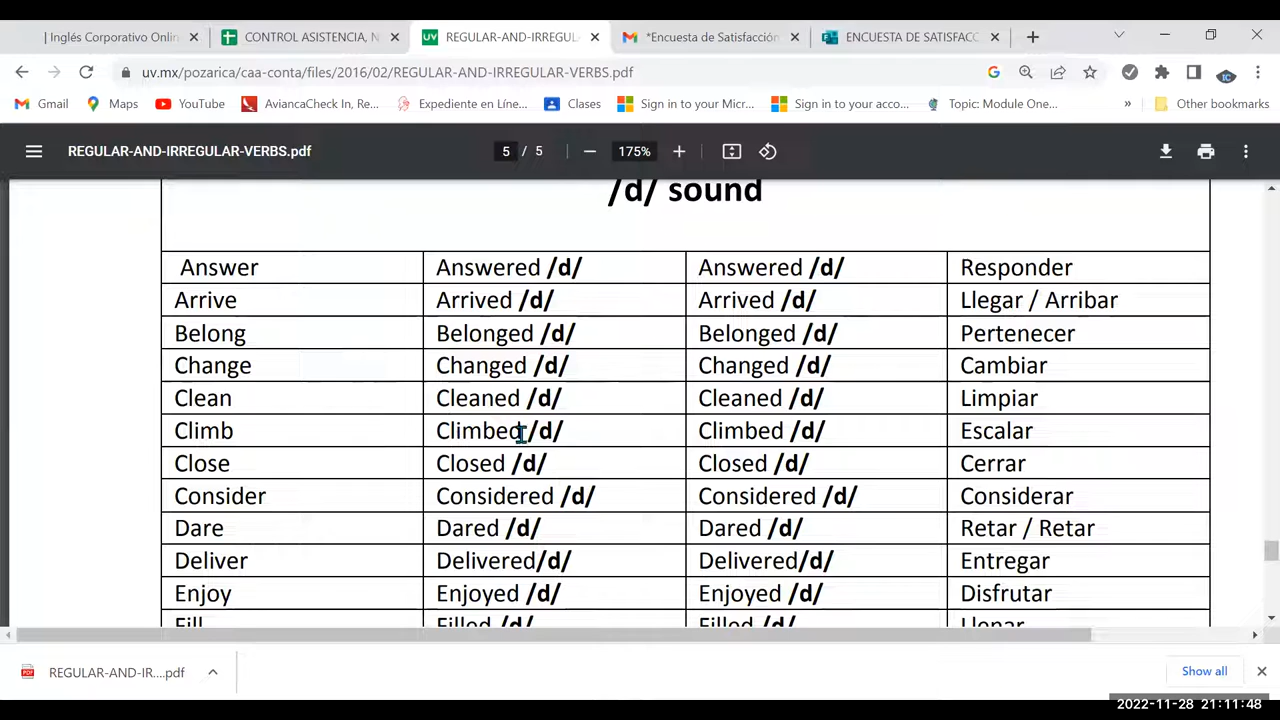 | Inglés Corporativo Onlin
CONTROL ASISTENCIA, N
REGULAR-AND-IRREGUL
*Encuesta de Satisfacción
ENCUESTA DE SATISFAC
uv.mx/pozarica/caa-conta/files/2016/02/REGULAR-AND-IRREGULAR-VERBS.pdf
Gmail Maps YouTube AviancaCheck In, Re... Expediente en Líne... Clases Sign in to your Micr... Sign in to your acco... Topic: Module One... » Other bookmarks
REGULAR-AND-IRREGULAR-VERBS.pdf 5 / 5 175%
/d/ sound
Answer Answered /d/ Answered /d/ Responder
Arrive Arrived /d/ Arrived /d/ Llegar / Arribar
Belong Belonged /d/ Belonged /d/ Pertenecer
Change Changed /d/ Changed /d/ Cambiar
Clean Cleaned /d/ Cleaned /d/ Limpiar
Climb Climbed /d/ Climbed /d/ Escalar
Close Closed /d/ Closed /d/ Cerrar
Consider Considered /d/ Considered /d/ Considerar
Dare Dared /d/ Dared /d/ Retar / Retar
Deliver Delivered/d/ Delivered/d/ Entregar
Enjoy Enjoyed /d/ Enjoyed /d/ Disfrutar
Fill Filled /d/ Filled /d/ Llenar
REGULAR-AND-IR....pdf Show all
2022-11-28 21:11:48